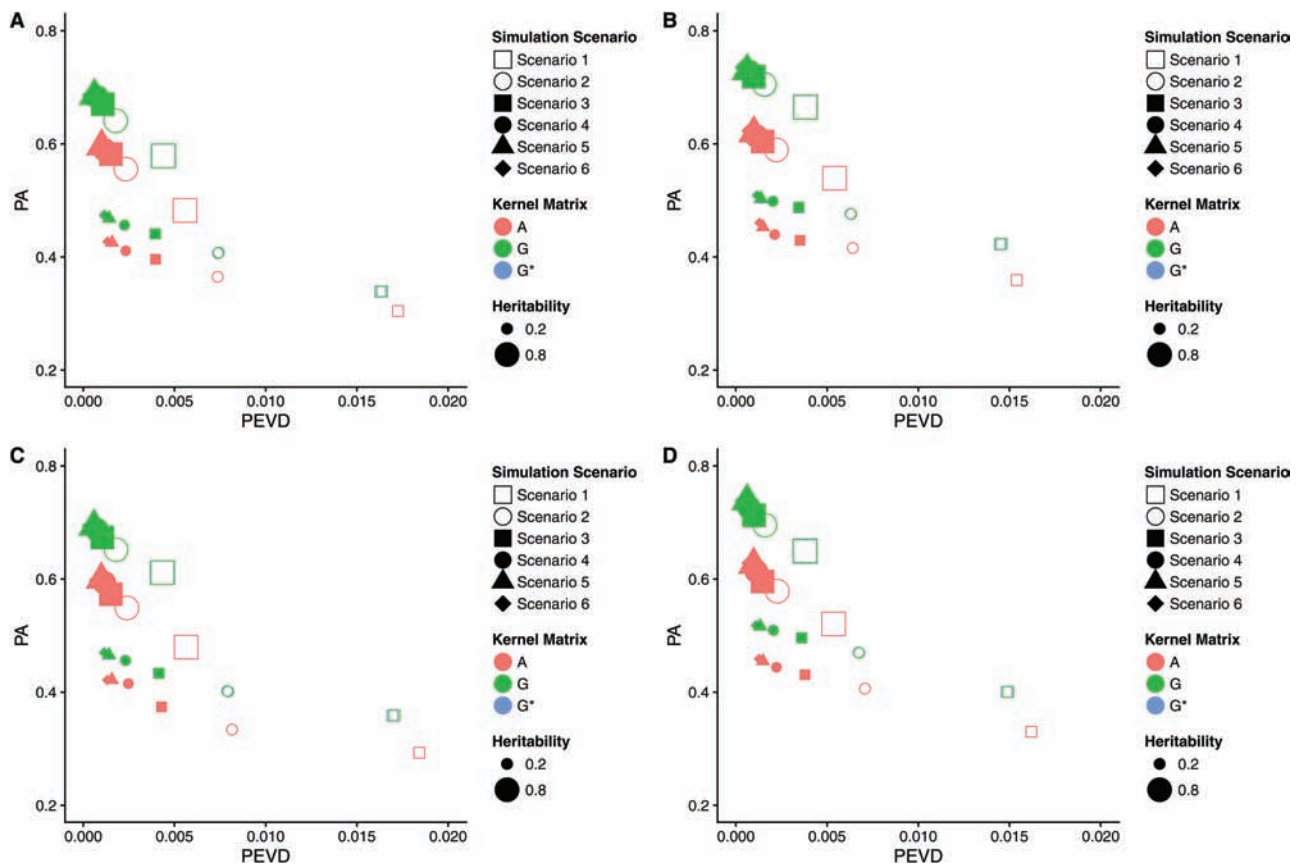 A
0.8
0.6
0.4
0.2
PA
0.000 0.005 0.010 0.015 0.020
PEVD
Simulation Scenario
Scenario 1
Scenario 2
Scenario 3
Scenario 4
Scenario 5
Scenario 6
Kernel Matrix
A
G
G*
Heritability
0.2
0.8
B
0.8
0.6
0.4
0.2
PA
0.000 0.005 0.010 0.015 0.020
PEVD
Simulation Scenario
Scenario 1
Scenario 2
Scenario 3
Scenario 4
Scenario 5
Scenario 6
Kernel Matrix
A
G
G*
Heritability
0.2
0.8
C
0.8
0.6
0.4
0.2
PA
0.000 0.005 0.010 0.015 0.020
PEVD
Simulation Scenario
Scenario 1
Scenario 2
Scenario 3
Scenario 4
Scenario 5
Scenario 6
Kernel Matrix
A
G
G*
Heritability
0.2
0.8
D
0.8
0.6
0.4
0.2
PA
0.000 0.005 0.010 0.015 0.020
PEVD
Simulation Scenario
Scenario 1
Scenario 2
Scenario 3
Scenario 4
Scenario 5
Scenario 6
Kernel Matrix
A
G
G*
Heritability
0.2
0.8